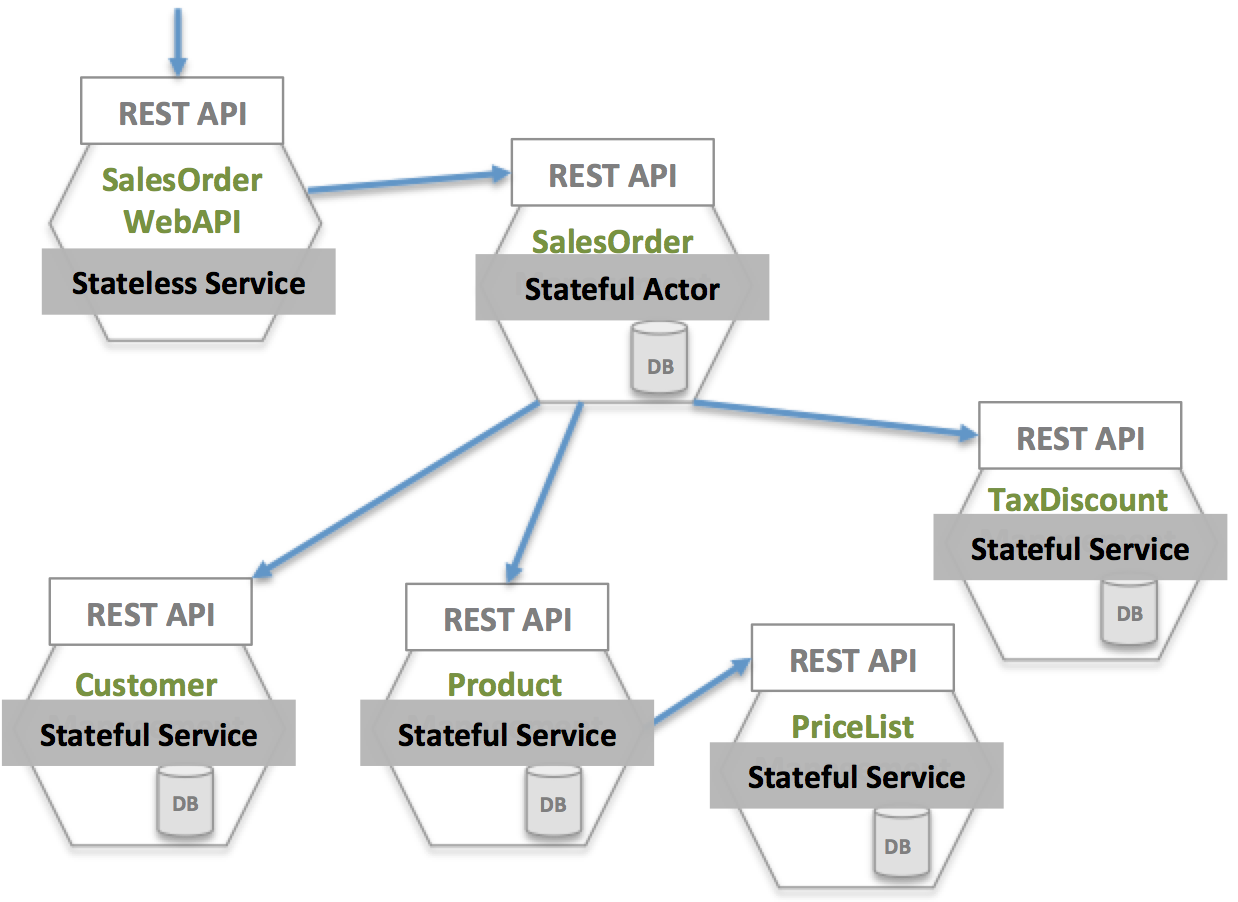 REST API
SalesOrder
WebAPI
Stateless Service
REST API
SalesOrder
Stateful Actor
DB
REST API
TaxDiscount
Stateful Service
DB
REST API
Customer
Stateful Service
DB
REST API
Product
Stateful Service
DB
REST API
PriceList
Stateful Service
DB